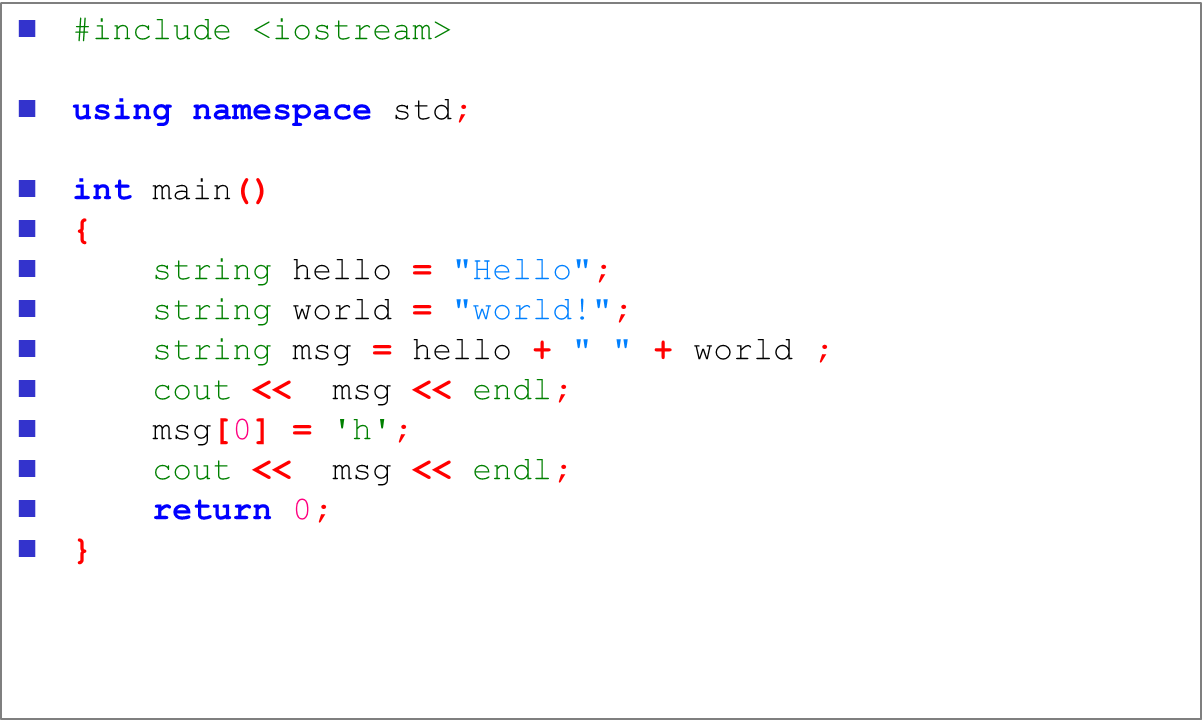 #include <iostream>
using namespace std;
int main()
{
    string hello = "Hello";
    string world = "world!";
    string msg = hello + " " + world ;
    cout <<  msg << endl;
    msg[0] = 'h';
    cout <<  msg << endl;
    return 0;
}